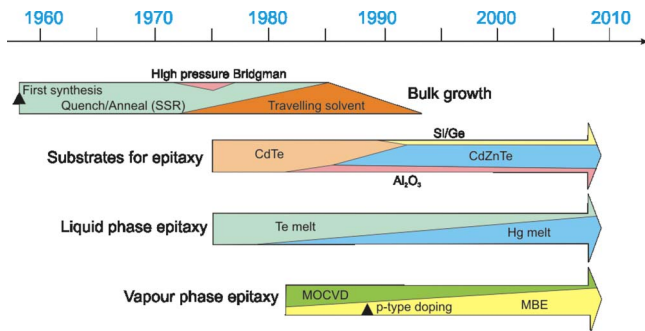 1960 1970 1980 1990 2000 2010
High pressure Bridgman
First synthesis
Quench/Anneal (SSR)
Travelling solvent
Bulk growth
Si/Ge
Substrates for epitaxy
CdTe
CdZnTe
Al₂O₃
Liquid phase epitaxy
Te melt
Hg melt
Vapour phase epitaxy
MOCVD
p-type doping
MBE